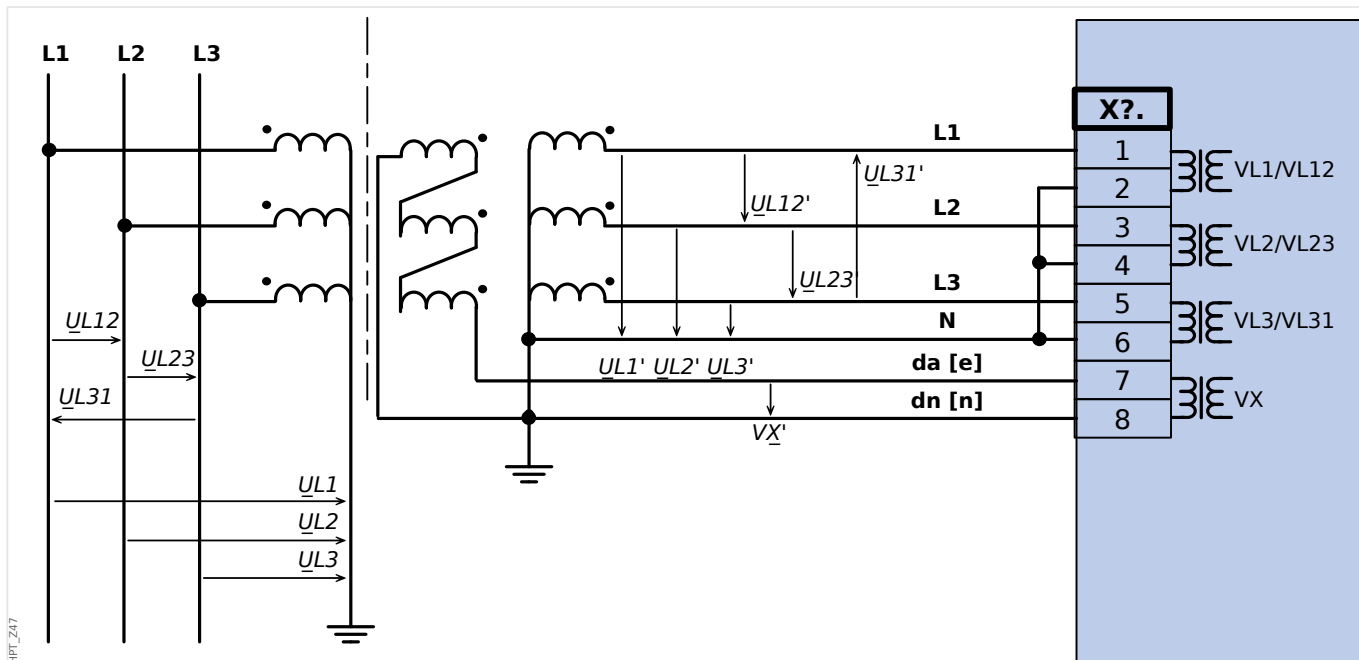 L1 L2 L3
X?.
L1
1
UL31'
VL1/VL12
2
UL12'
L2
3
VL2/VL23
4
UL23'
L3
5
UL12
N
VL3/VL31
6
UL23
UL1' UL2' UL3'
da [e]
7
UL31
dn [n]
VX
8
VX'
UL1
UL2
UL3
HPT_Z47